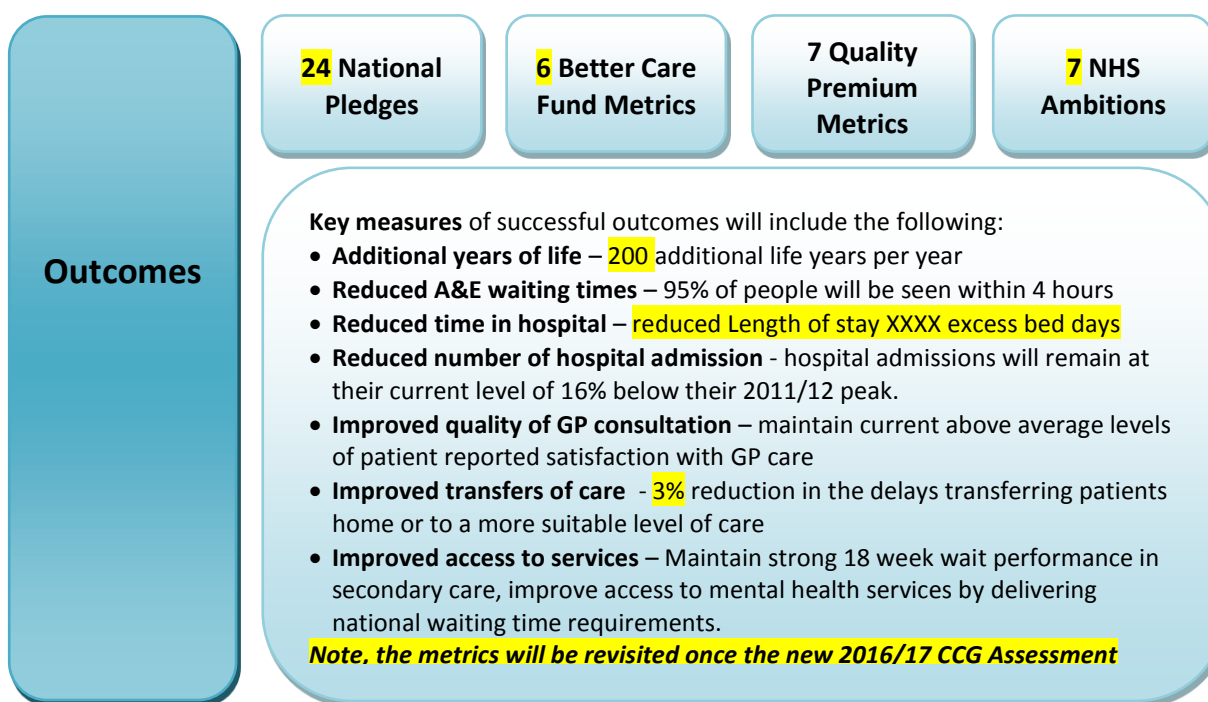 Outcomes
24 National
Pledges
6 Better Care
Fund Metrics
7 Quality
Premium
Metrics
7 NHS
Ambitions
Key measures of successful outcomes will include the following:
• Additional years of life – 200 additional life years per year
• Reduced A&E waiting times – 95% of people will be seen within 4 hours
• Reduced time in hospital – reduced Length of stay XXXX excess bed days
• Reduced number of hospital admission - hospital admissions will remain at
their current level of 16% below their 2011/12 peak.
• Improved quality of GP consultation – maintain current above average levels
of patient reported satisfaction with GP care
• Improved transfers of care - 3% reduction in the delays transferring patients
home or to a more suitable level of care
• Improved access to services – Maintain strong 18 week wait performance in
secondary care, improve access to mental health services by delivering
national waiting time requirements.
Note, the metrics will be revisited once the new 2016/17 CCG Assessment